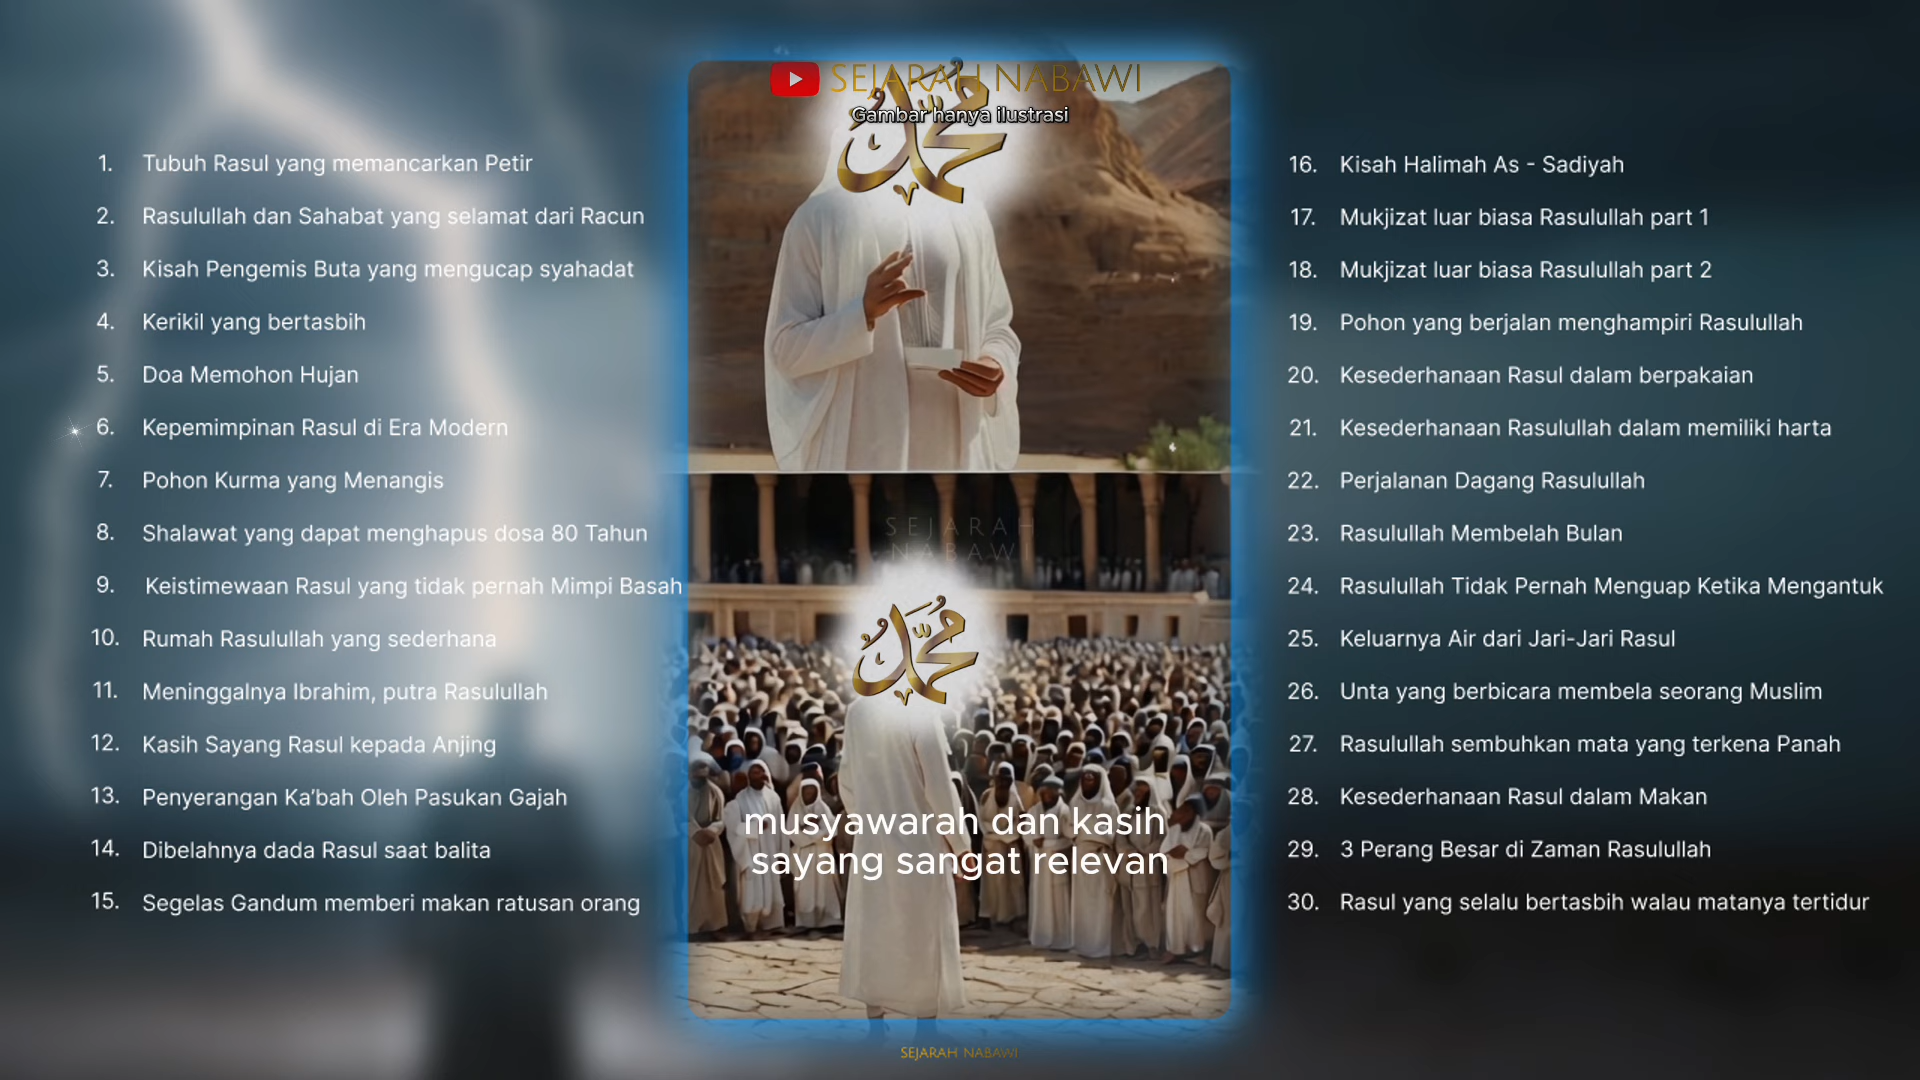 SEJARAH NABAWI
Gambar hanya ilustrasi
محمد
1. Tubuh Rasul yang memancarkan Petir
2. Rasulullah dan Sahabat yang selamat dari Racun
3. Kisah Pengemis Buta yang mengucap syahadat
4. Kerikil yang bertasbih
5. Doa Memohon Hujan
6. Kepemimpinan Rasul di Era Modern
7. Pohon Kurma yang Menangis
8. Shalawat yang dapat menghapus dosa 80 Tahun
9. Keistimewaan Rasul yang tidak pernah Mimpi Basah
10. Rumah Rasulullah yang sederhana
11. Meninggalnya Ibrahim, putra Rasulullah
12. Kasih Sayang Rasul kepada Anjing
13. Penyerangan Ka’bah Oleh Pasukan Gajah
14. Dibelahnya dada Rasul saat balita
15. Segelas Gandum memberi makan ratusan orang
SEJARAH
NABAWI
محمد
musyawarah dan kasih
sayang sangat relevan
16. Kisah Halimah As - Sadiyah
17. Mukjizat luar biasa Rasulullah part 1
18. Mukjizat luar biasa Rasulullah part 2
19. Pohon yang berjalan menghampiri Rasulullah
20. Kesederhanaan Rasul dalam berpakaian
21. Kesederhanaan Rasulullah dalam memiliki harta
22. Perjalanan Dagang Rasulullah
23. Rasulullah Membelah Bulan
24. Rasulullah Tidak Pernah Menguap Ketika Mengantuk
25. Keluarnya Air dari Jari-Jari Rasul
26. Unta yang berbicara membela seorang Muslim
27. Rasulullah sembuhkan mata yang terkena Panah
28. Kesederhanaan Rasul dalam Makan
29. 3 Perang Besar di Zaman Rasulullah
30. Rasul yang selalu bertasbih walau matanya tertidur
SEJARAH NABAWI